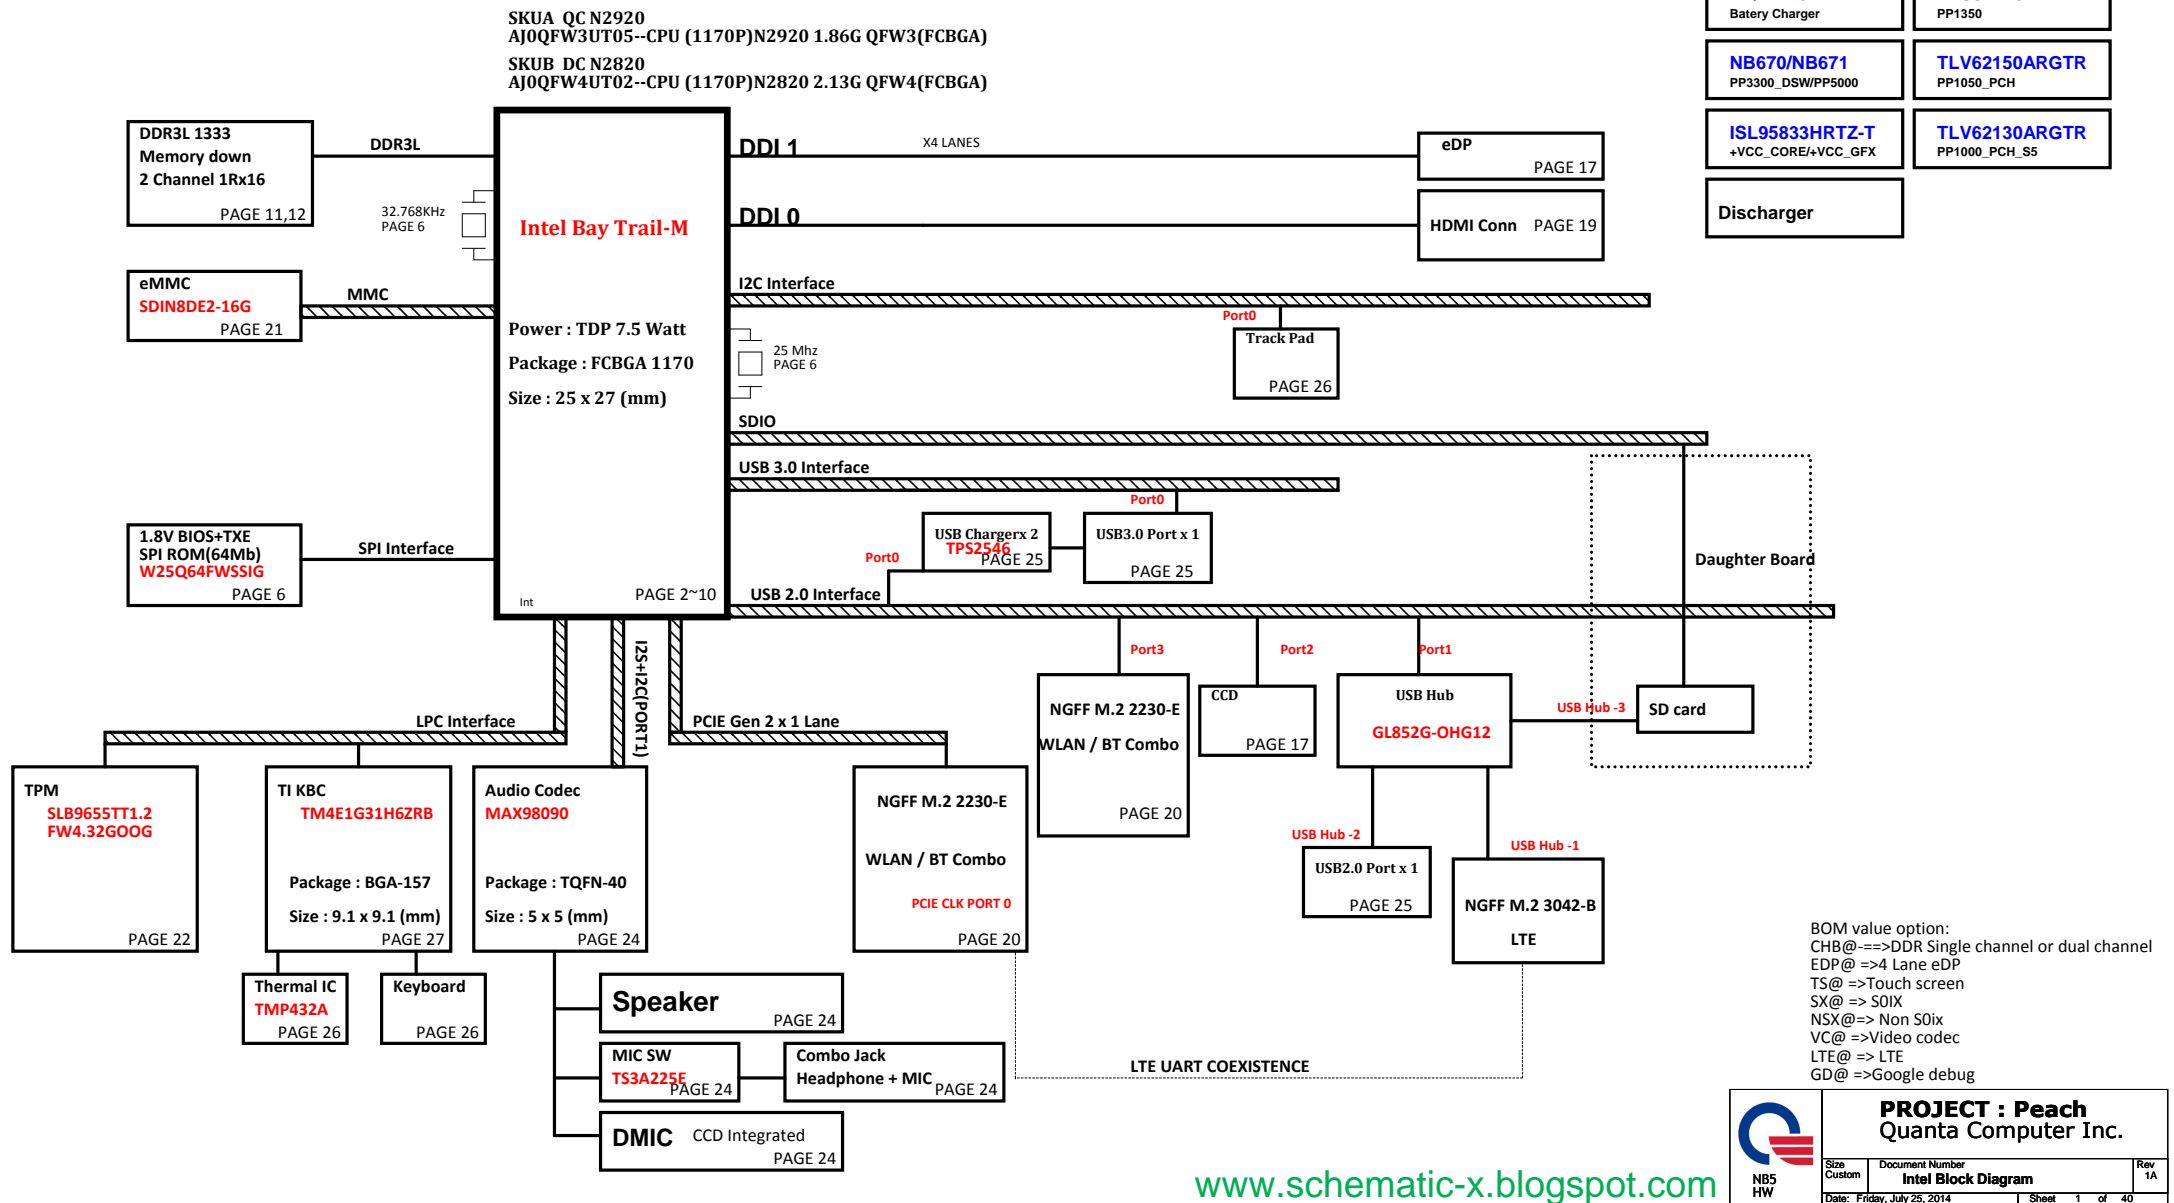 SKUA QC N2920
AJ0QFW3UT05--CPU (1170P)N2920 1.86G QFW3(FCBGA)
SKUB DC N2820
AJ0QFW4UT02--CPU (1170P)N2820 2.13G QFW4(FCBGA)
Batery Charger
PP1350
NB670/NB671
PP3300_DSW/PP5000
TLV62150ARGTR
PP1050_PCH
ISL95833HRTZ-T
+VCC_CORE/+VCC_GFX
TLV62130ARGTR
PP1000_PCH_S5
Discharger
DDR3L 1333
Memory down
2 Channel 1Rx16
PAGE 11,12
DDR3L
32.768KHz
PAGE 6
eMMC
SDIN8DE2-16G
PAGE 21
MMC
1.8V BIOS+TXE
SPI ROM(64Mb)
W25Q64FWSSIG
PAGE 6
SPI Interface
Intel Bay Trail-M
Power : TDP 7.5 Watt
Package : FCBGA 1170
Size : 25 x 27 (mm)
PAGE 2~10
Int
DDI 1
X4 LANES
eDP
PAGE 17
DDI 0
HDMI Conn
PAGE 19
I2C Interface
Port0
Track Pad
PAGE 26
25 Mhz
PAGE 6
SDIO
USB 3.0 Interface
Port0
USB Chargerx 2
TPS2546
PAGE 25
USB3.0 Port x 1
PAGE 25
Port0
USB 2.0 Interface
Daughter Board
Port3
Port2
Port1
NGFF M.2 2230-E
WLAN / BT Combo
PAGE 20
CCD
PAGE 17
USB Hub
GL852G-OHG12
USB Hub -3
SD card
USB Hub -2
USB2.0 Port x 1
PAGE 25
USB Hub -1
NGFF M.2 3042-B
LTE
LPC Interface
I2S+I2C(PORT1)
PCIE Gen 2 x 1 Lane
TPM
SLB9655TT1.2
FW4.32GOOG
PAGE 22
TI KBC
TM4E1G31H6ZRB
Package : BGA-157
Size : 9.1 x 9.1 (mm)
PAGE 27
Audio Codec
MAX98090
Package : TQFN-40
Size : 5 x 5 (mm)
PAGE 24
NGFF M.2 2230-E
WLAN / BT Combo
PCIE CLK PORT 0
PAGE 20
Thermal IC
TMP432A
PAGE 26
Keyboard
PAGE 26
Speaker
PAGE 24
MIC SW
TS3A225E
PAGE 24
Combo Jack
Headphone + MIC
PAGE 24
DMIC
CCD Integrated
PAGE 24
LTE UART COEXISTENCE
BOM value option:
CHB@-==>DDR Single channel or dual channel
EDP@ =>4 Lane eDP
TS@ =>Touch screen
SX@ => S0IX
NSX@=> Non S0ix
VC@ =>Video codec
LTE@ => LTE
GD@ =>Google debug
NB5
HW
PROJECT : Peach
Quanta Computer Inc.
Size
Custom
Document Number
Intel Block Diagram
Rev
1A
Date: Friday, July 25, 2014
Sheet 1 of 40
www.schematic-x.blogspot.com